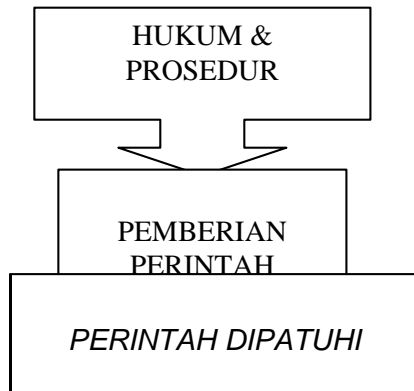 HUKUM &
PROSEDUR
PEMBERIAN
PERINTAH
PERINTAH DIPATUHI